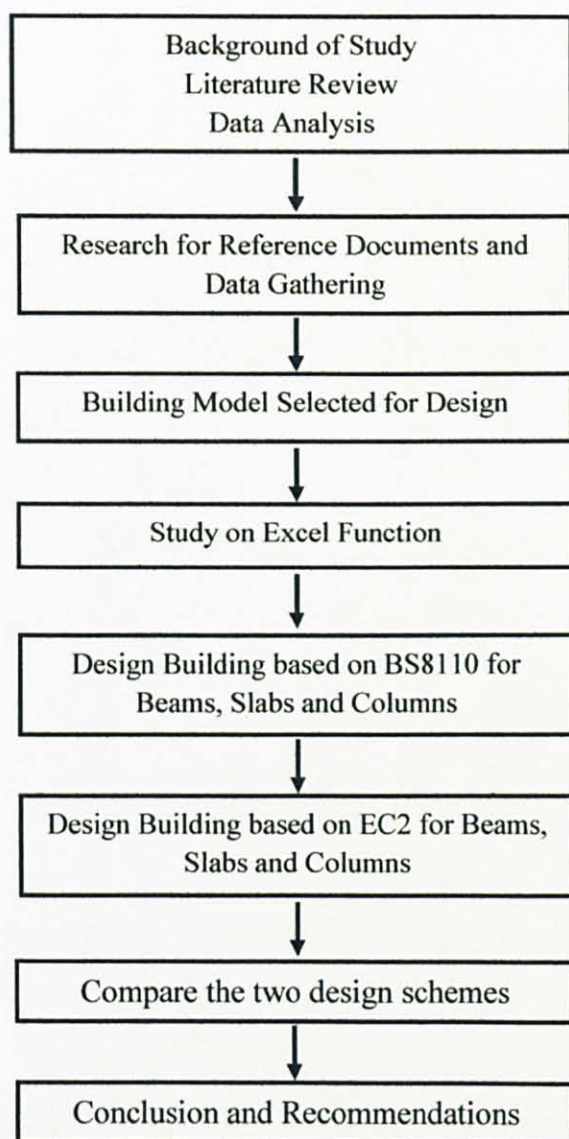 Background of Study
Literature Review
Data Analysis
Research for Reference Documents and
Data Gathering
Building Model Selected for Design
Study on Excel Function
Design Building based on BS8110 for
Beams, Slabs and Columns
Design Building based on EC2 for Beams,
Slabs and Columns
Compare the two design schemes
Conclusion and Recommendations